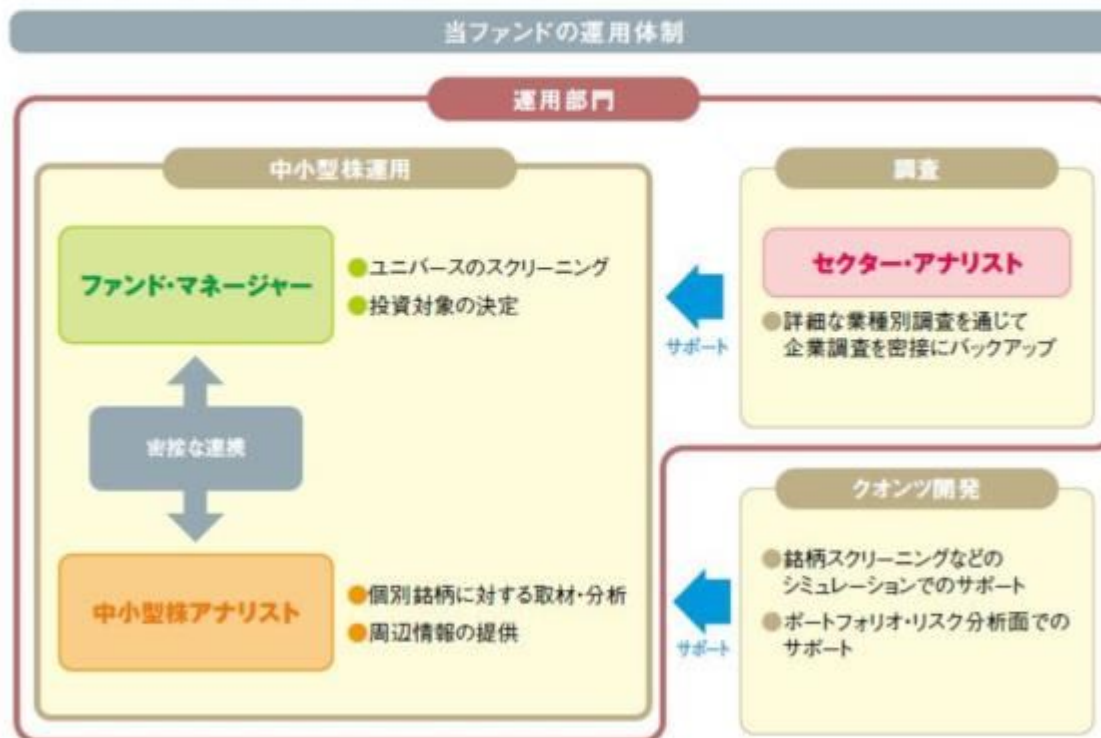 当ファンドの運用体制
運用部門
中小型株運用
ファンド・マネージャー
●ユニバースのスクリーニング
●投資対象の決定
密接な連携
中小型株アナリスト
●個別銘柄に対する取材・分析
●周辺情報の提供
調査
セクター・アナリスト
●詳細な業種別調査を通じて
企業調査を密接にバックアップ
サポート
クオンツ開発
●銘柄スクリーニングなどの
シミュレーションでのサポート
●ポートフォリオ・リスク分析面での
サポート
サポート